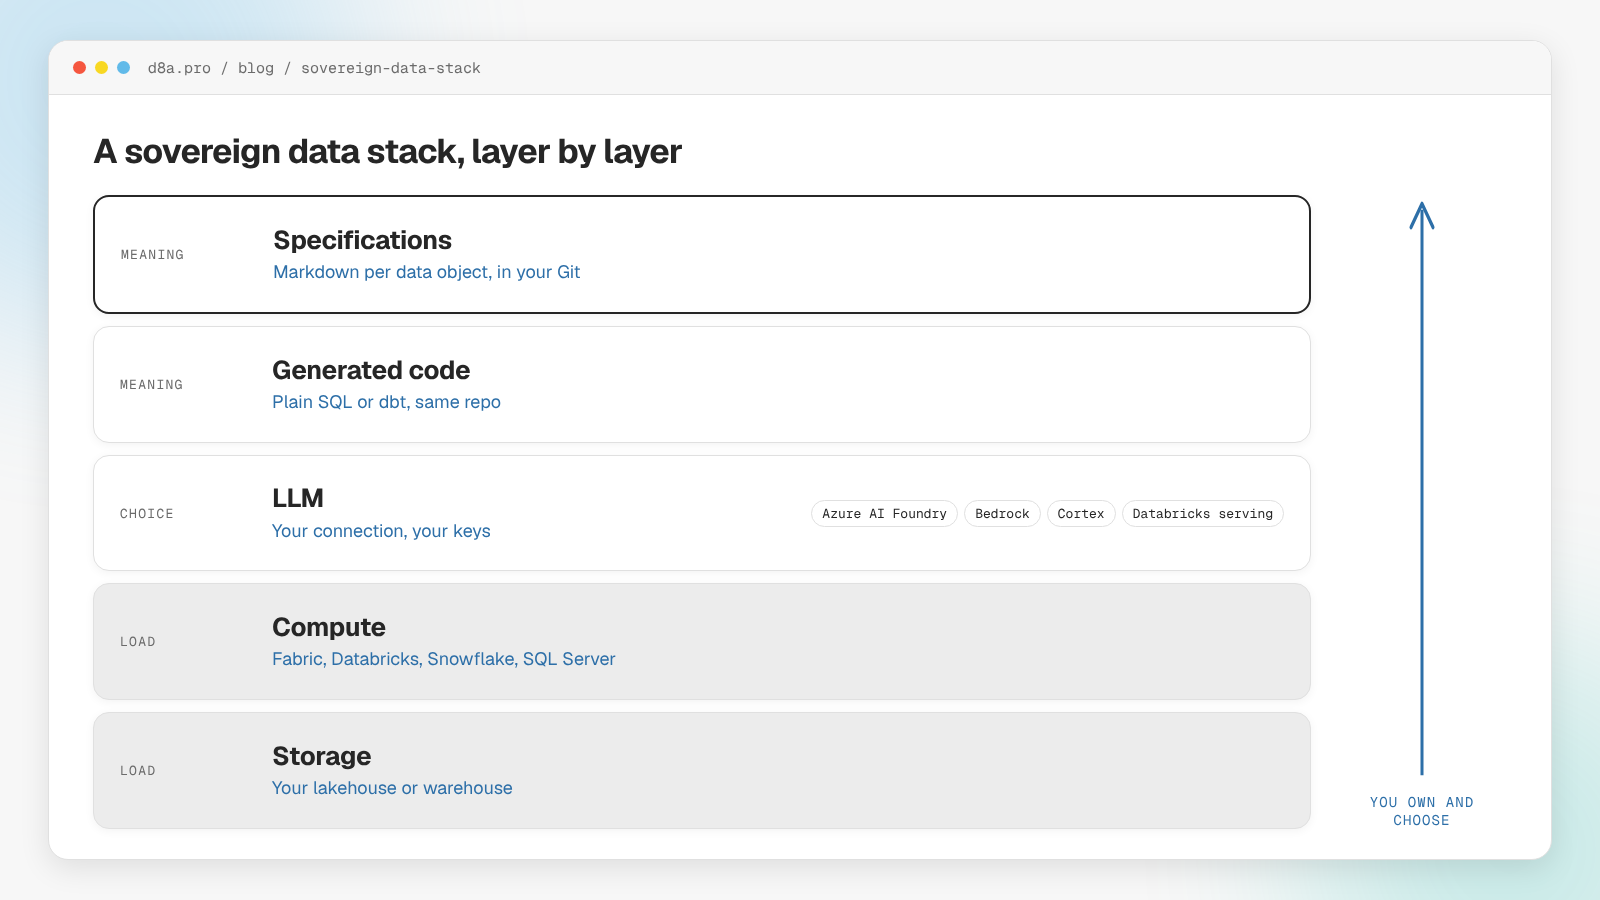 d8a.pro / blog / sovereign-data-stack
A sovereign data stack, layer by layer
MEANING
Specifications
Markdown per data object, in your Git
MEANING
Generated code
Plain SQL or dbt, same repo
CHOICE
LLM
Your connection, your keys
Azure AI Foundry
Bedrock
Cortex
Databricks serving
LOAD
Compute
Fabric, Databricks, Snowflake, SQL Server
LOAD
Storage
Your lakehouse or warehouse
YOU OWN AND
CHOOSE